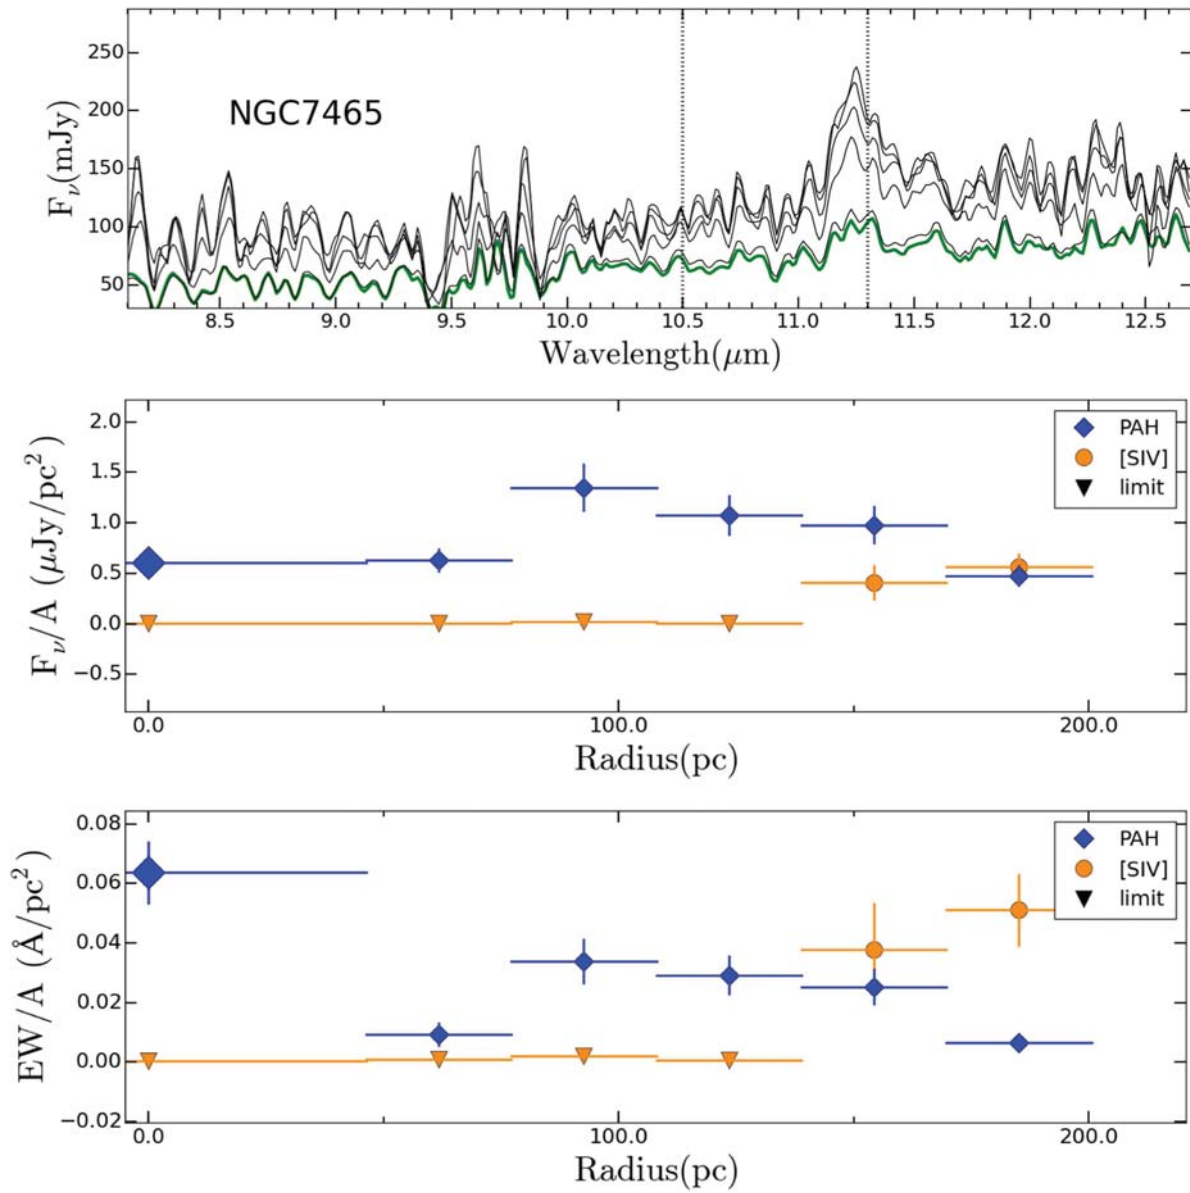 NGC7465
F_ν(mJy)
250
200
150
100
50
8.5 9.0 9.5 10.0 10.5 11.0 11.5 12.0 12.5
Wavelength(μm)
F_ν/A (μJy/pc²)
2.0
1.5
1.0
0.5
0.0
−0.5
PAH
[SIV]
limit
0.0 100.0 200.0
Radius(pc)
EW/A (Å/pc²)
0.08
0.06
0.04
0.02
0.00
−0.02
PAH
[SIV]
limit
0.0 100.0 200.0
Radius(pc)